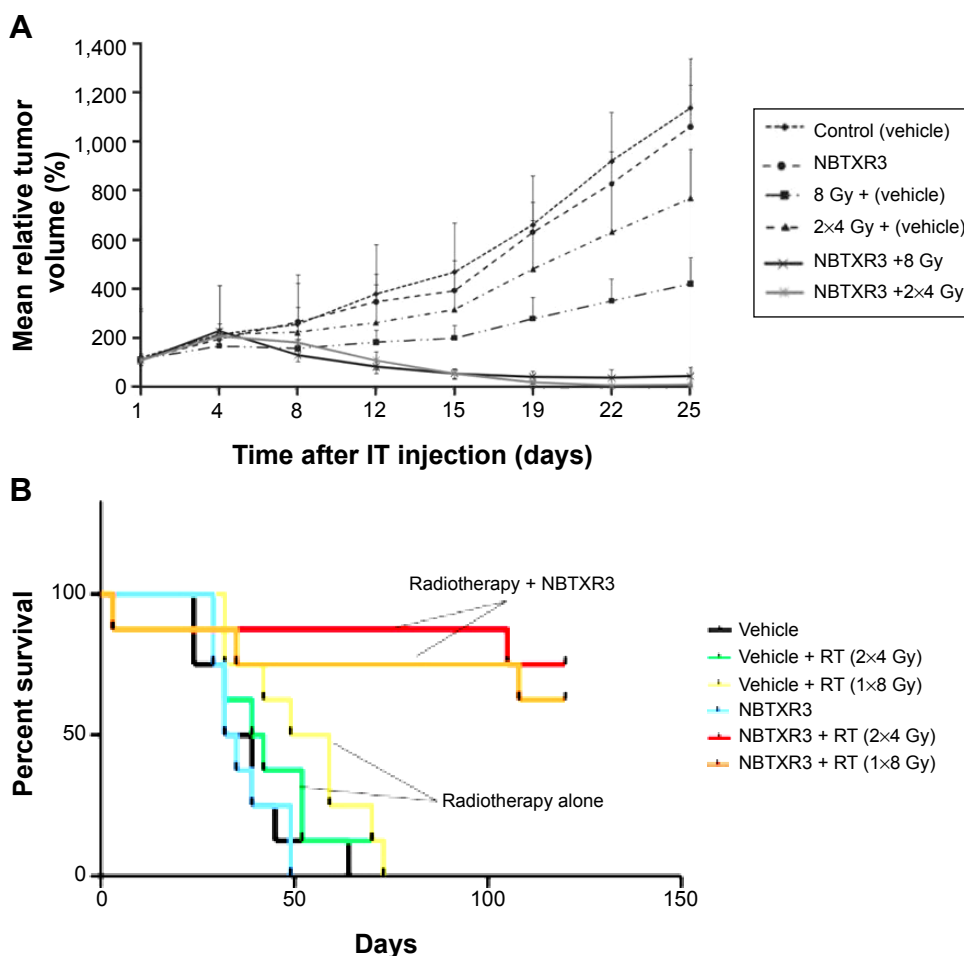 A
1,400
1,200
1,000
800
600
400
200
0
Mean relative tumor
volume (%)
1 4 8 12 15 19 22 25
Time after IT injection (days)
Control (vehicle)
NBTXR3
8 Gy + (vehicle)
2×4 Gy + (vehicle)
NBTXR3 +8 Gy
NBTXR3 +2×4 Gy
B
100
50
0
Percent survival
Radiotherapy + NBTXR3
Radiotherapy alone
0 50 100 150
Days
Vehicle
Vehicle + RT (2×4 Gy)
Vehicle + RT (1×8 Gy)
NBTXR3
NBTXR3 + RT (2×4 Gy)
NBTXR3 + RT (1×8 Gy)